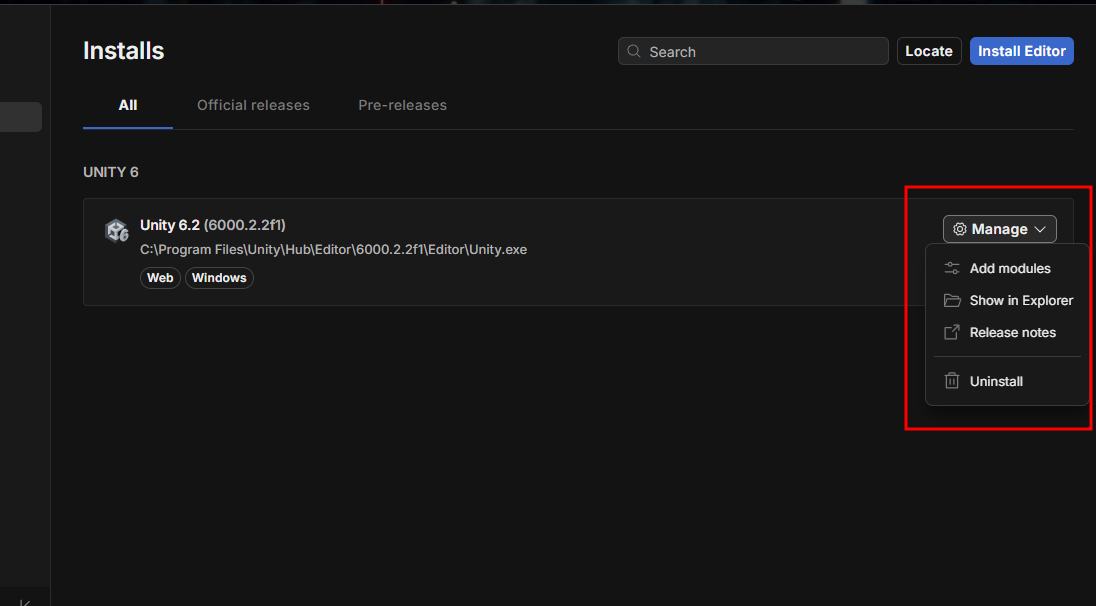 Installs
Search
Locate
Install Editor
All
Official releases
Pre-releases
UNITY 6
Unity 6.2 (6000.2.2f1)
Manage
C:\Program Files\Unity\Hub\Editor\6000.2.2f1\Editor\Unity.exe
Web
Windows
Add modules
Show in Explorer
Release notes
Uninstall